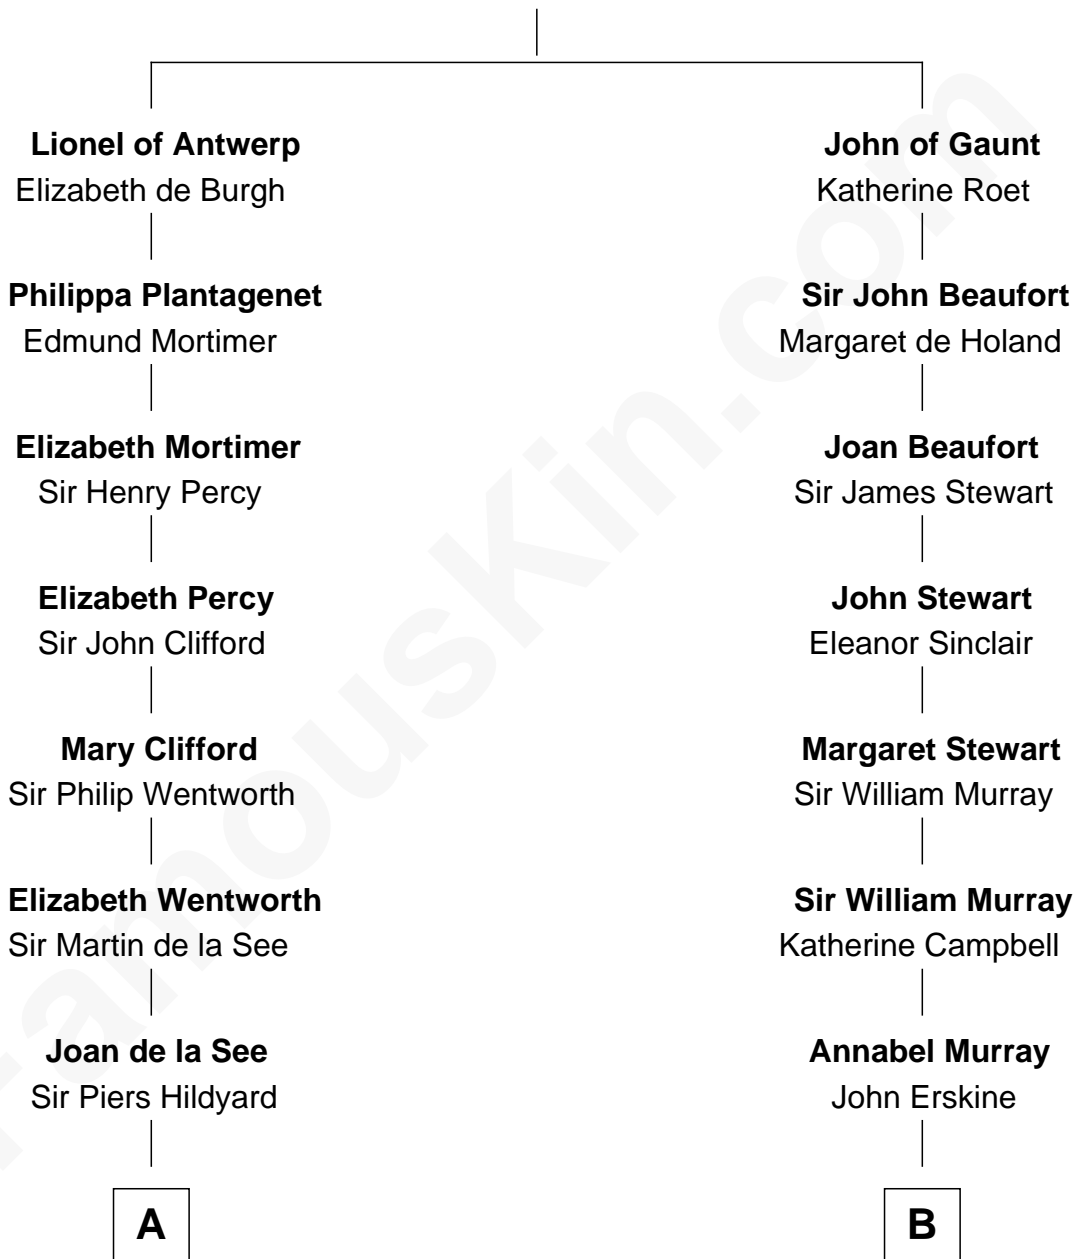 Lionel of Antwerp
Elizabeth de Burgh
Philippa Plantagenet
Edmund Mortimer
Elizabeth Mortimer
Sir Henry Percy
Elizabeth Percy
Sir John Clifford
Mary Clifford
Sir Philip Wentworth
Elizabeth Wentworth
Sir Martin de la See
Joan de la See
Sir Piers Hildyard
A
John of Gaunt
Katherine Roet
Sir John Beaufort
Margaret de Holand
Joan Beaufort
Sir James Stewart
John Stewart
Eleanor Sinclair
Margaret Stewart
Sir William Murray
Sir William Murray
Katherine Campbell
Annabel Murray
John Erskine
B
FamousKin.com